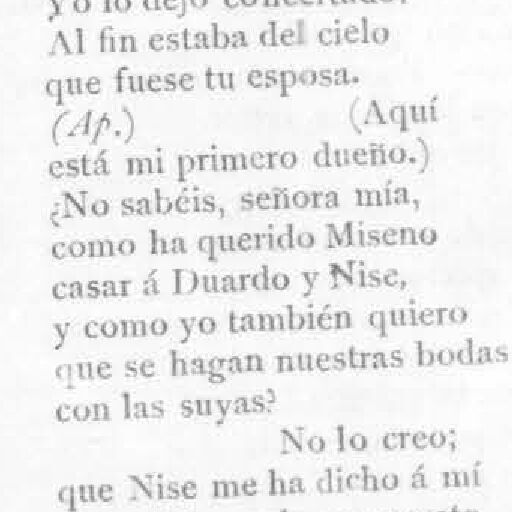 yo lo dejo concertado.
Al fin estaba del cielo
que fuese tu esposa.
(Ap.) (Aquí
está mi primero dueño.)
¿No sabéis, señora mía,
como ha querido Miseno
casar á Duardo y Nise,
y como yo también quiero
que se hagan nuestras bodas
con las suyas?
No lo creo;
que Nise me ha dicho á mí